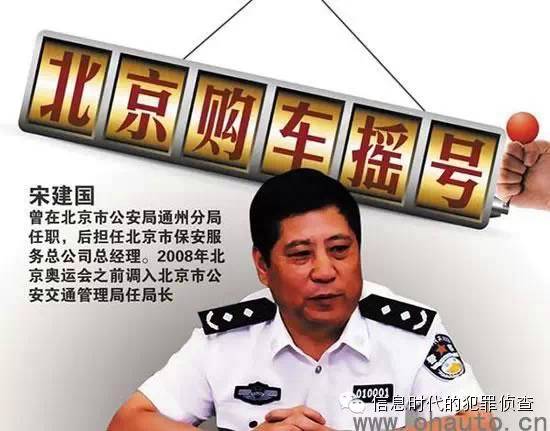 北京购车摇号
宋建国
曾在北京市公安局通州分局
任职，后担任北京市保安服
务总公司总经理。2008年北
京奥运会之前调入北京市公
安交通管理局任局长
010001
信息时代的犯罪侦查